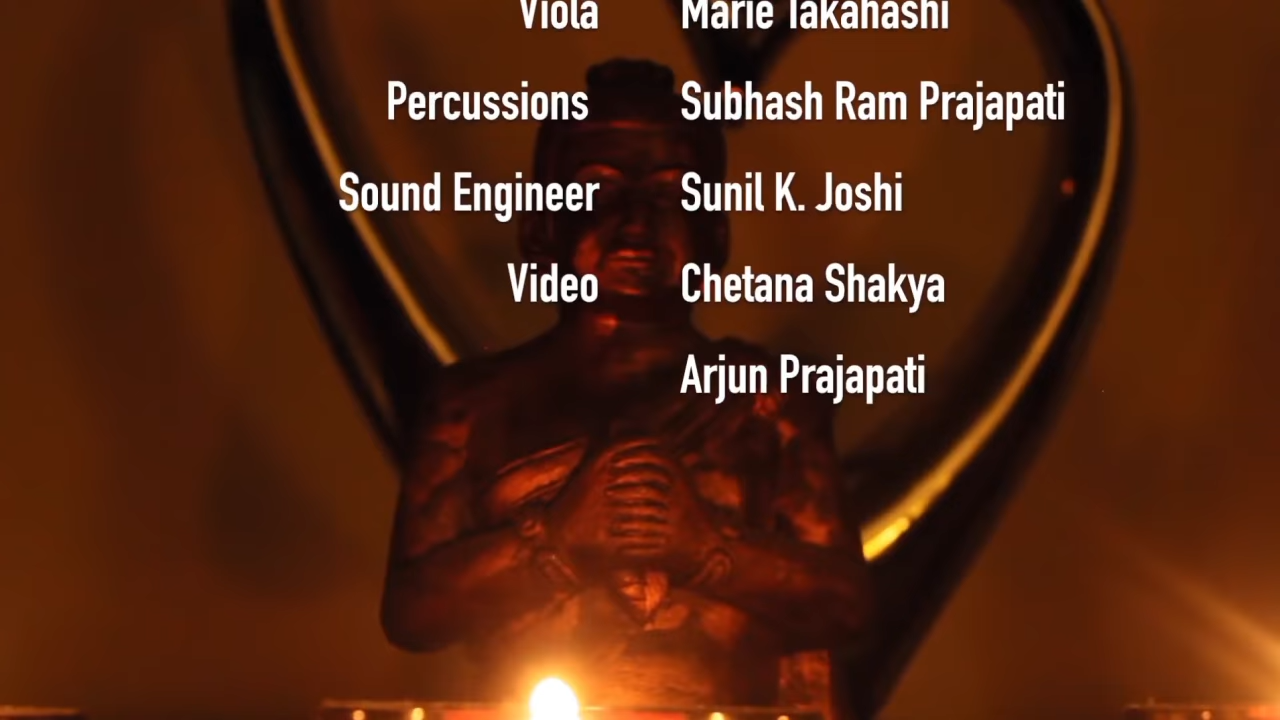 Viola Marie Takahashi
Percussions Subhash Ram Prajapati
Sound Engineer Sunil K. Joshi
Video Chetana Shakya
Arjun Prajapati